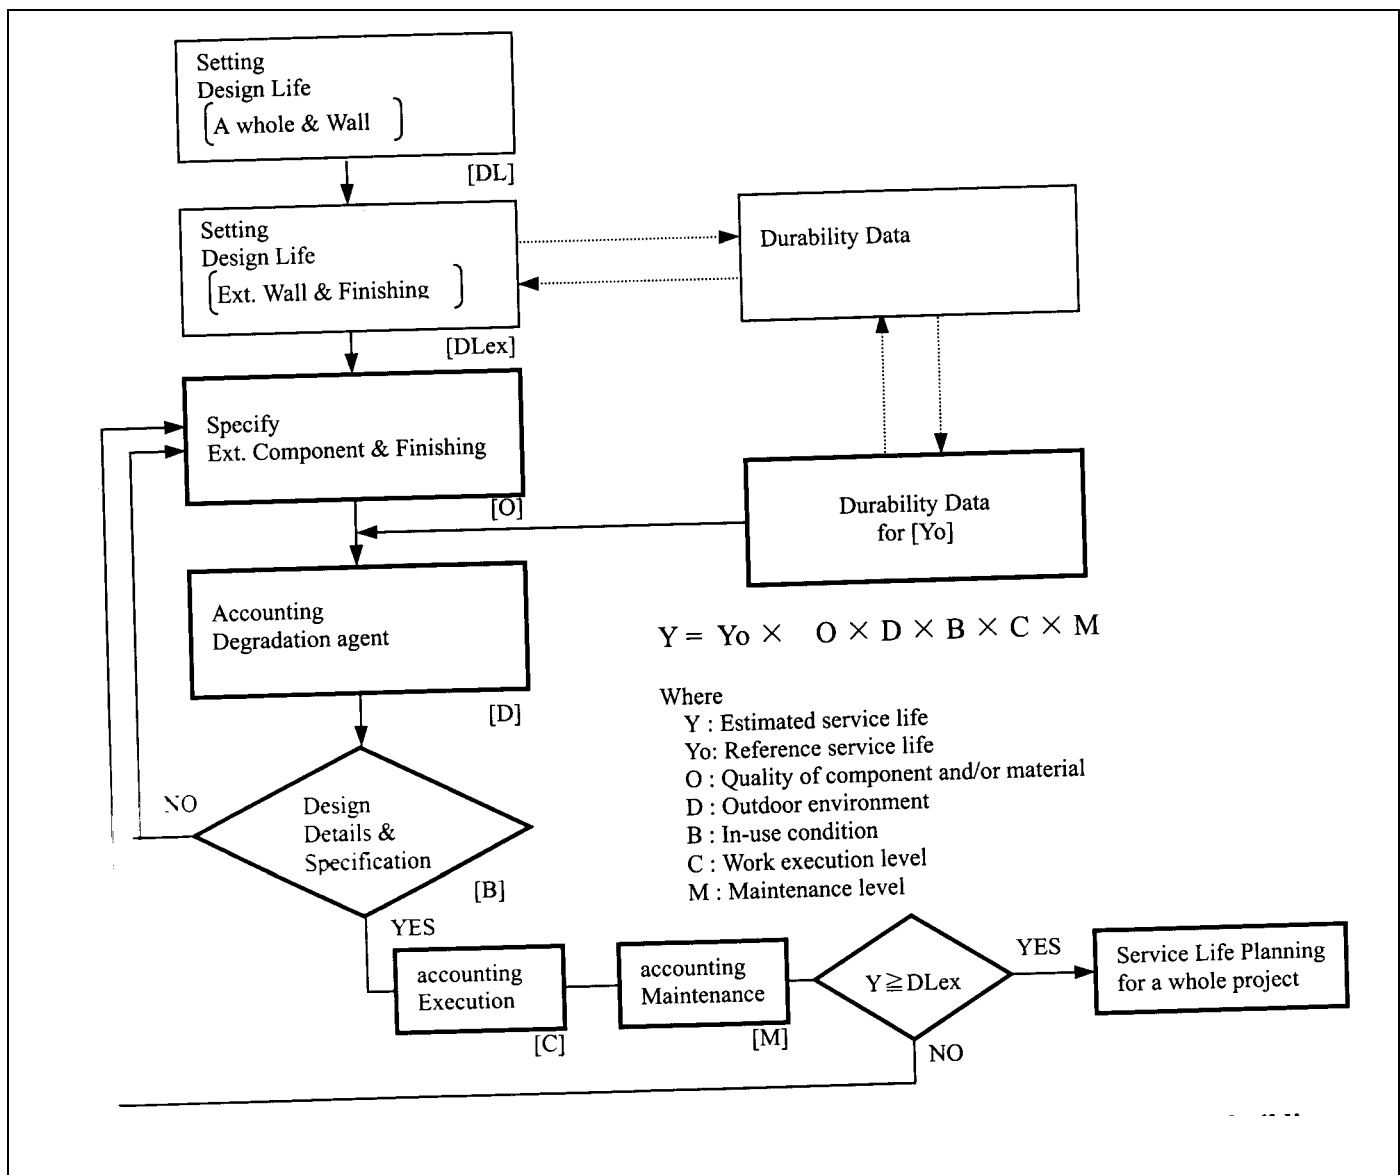 Setting
Design Life
A whole & Wall
[DL]
Setting
Design Life
Ext. Wall & Finishing
[DLex]
Durability Data
Specify
Ext. Component & Finishing
[O]
Durability Data
for [Yo]
Accounting
Degradation agent
[D]
Y = Yo × O × D × B × C × M
Where
Y : Estimated service life
Yo: Reference service life
O : Quality of component and/or material
D : Outdoor environment
B : In-use condition
C : Work execution level
M : Maintenance level
NO
Design
Details &
Specification
[B]
YES
accounting
Execution
[C]
accounting
Maintenance
[M]
Y≧DLex
YES
NO
Service Life Planning
for a whole project